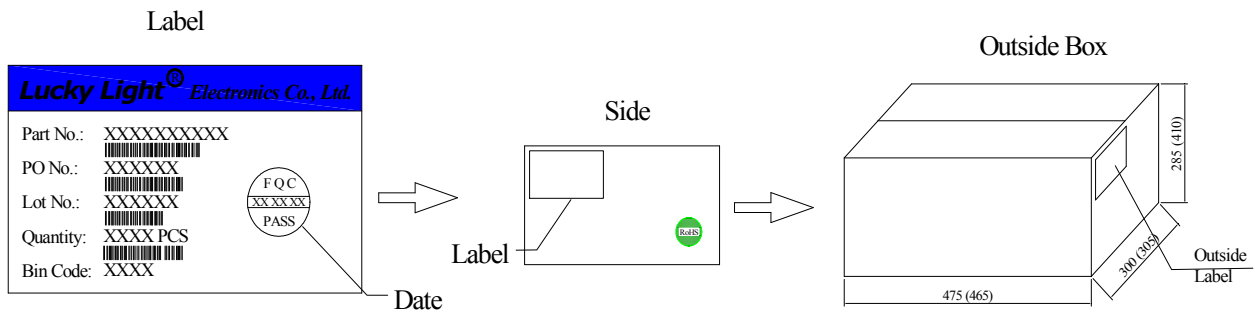 Label
Lucky Light® Electronics Co., Ltd.
Part No.: XXXXXXXXXX
PO No.: XXXXXX
Lot No.: XXXXXX
Quantity: XXXX PCS
Bin Code: XXXX
FQC
XX XX XX
PASS
Date
Side
RoHS
Label
Outside Box
285 (410)
300 (305)
475 (465)
Outside
Label